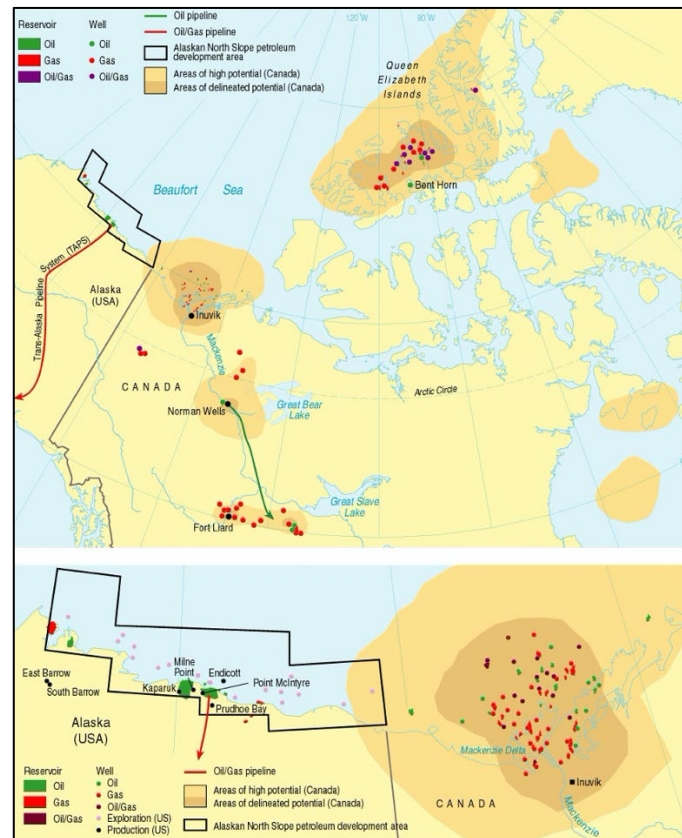 Reservoir
Well
Oil
Oil
Gas
Gas
Oil/Gas
Oil/Gas
Oil pipeline
Oil/Gas pipeline
Alaskan North Slope petroleum
development area
Areas of high potential (Canada)
Areas of delineated potential (Canada)
120 W
90 W
Queen
Elizabeth
Islands
Beaufort Sea
Bent Horn
Trans-Alaska Pipeline System (TAPS)
Alaska
(USA)
Inuvik
Mackenzie
CANADA
Arctic Circle
Norman Wells
Great Bear
Lake
Great Slave
Lake
Fort Liard
East Barrow
South Barrow
Milne
Point
Endicott
Kaparuk
Point McIntyre
Prudhoe Bay
Alaska
(USA)
Mackenzie Delta
Inuvik
Mackenzie
CANADA
Reservoir
Well
Oil
Oil
Gas
Gas
Oil/Gas
Oil/Gas
Exploration (US)
Production (US)
Oil/Gas pipeline
Areas of high potential (Canada)
Areas of delineated potential (Canada)
Alaskan North Slope petroleum development area